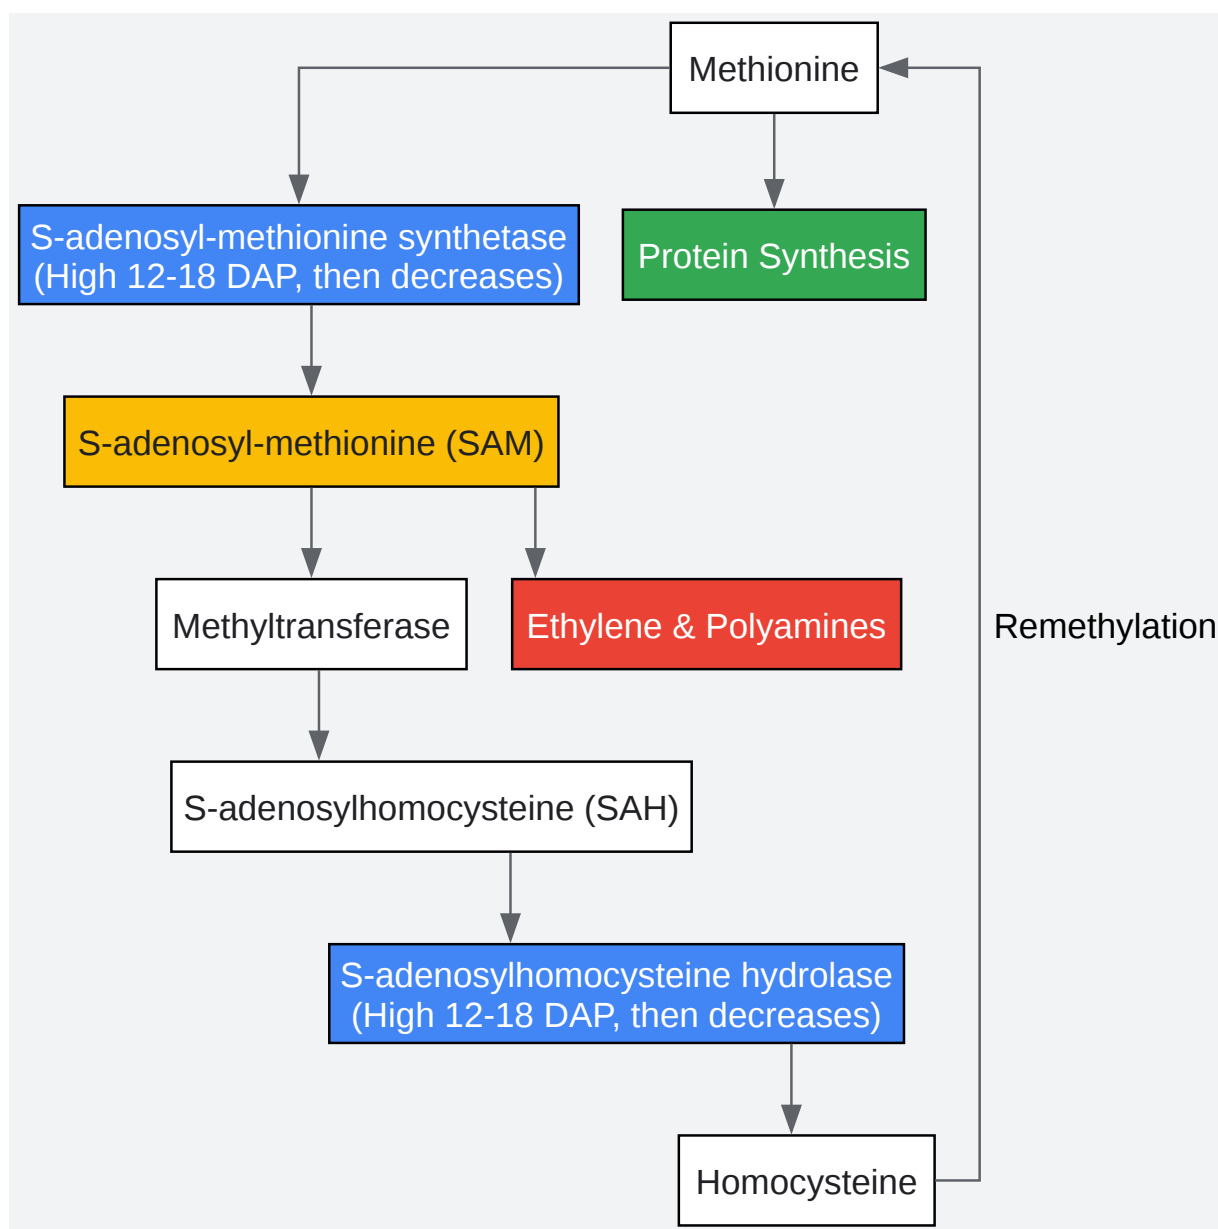 Methionine
S-adenosyl-methionine synthetase
(High 12-18 DAP, then decreases)
Protein Synthesis
S-adenosyl-methionine (SAM)
Methyltransferase
Ethylene & Polyamines
Remethylation
S-adenosylhomocysteine (SAH)
S-adenosylhomocysteine hydrolase
(High 12-18 DAP, then decreases)
Homocysteine